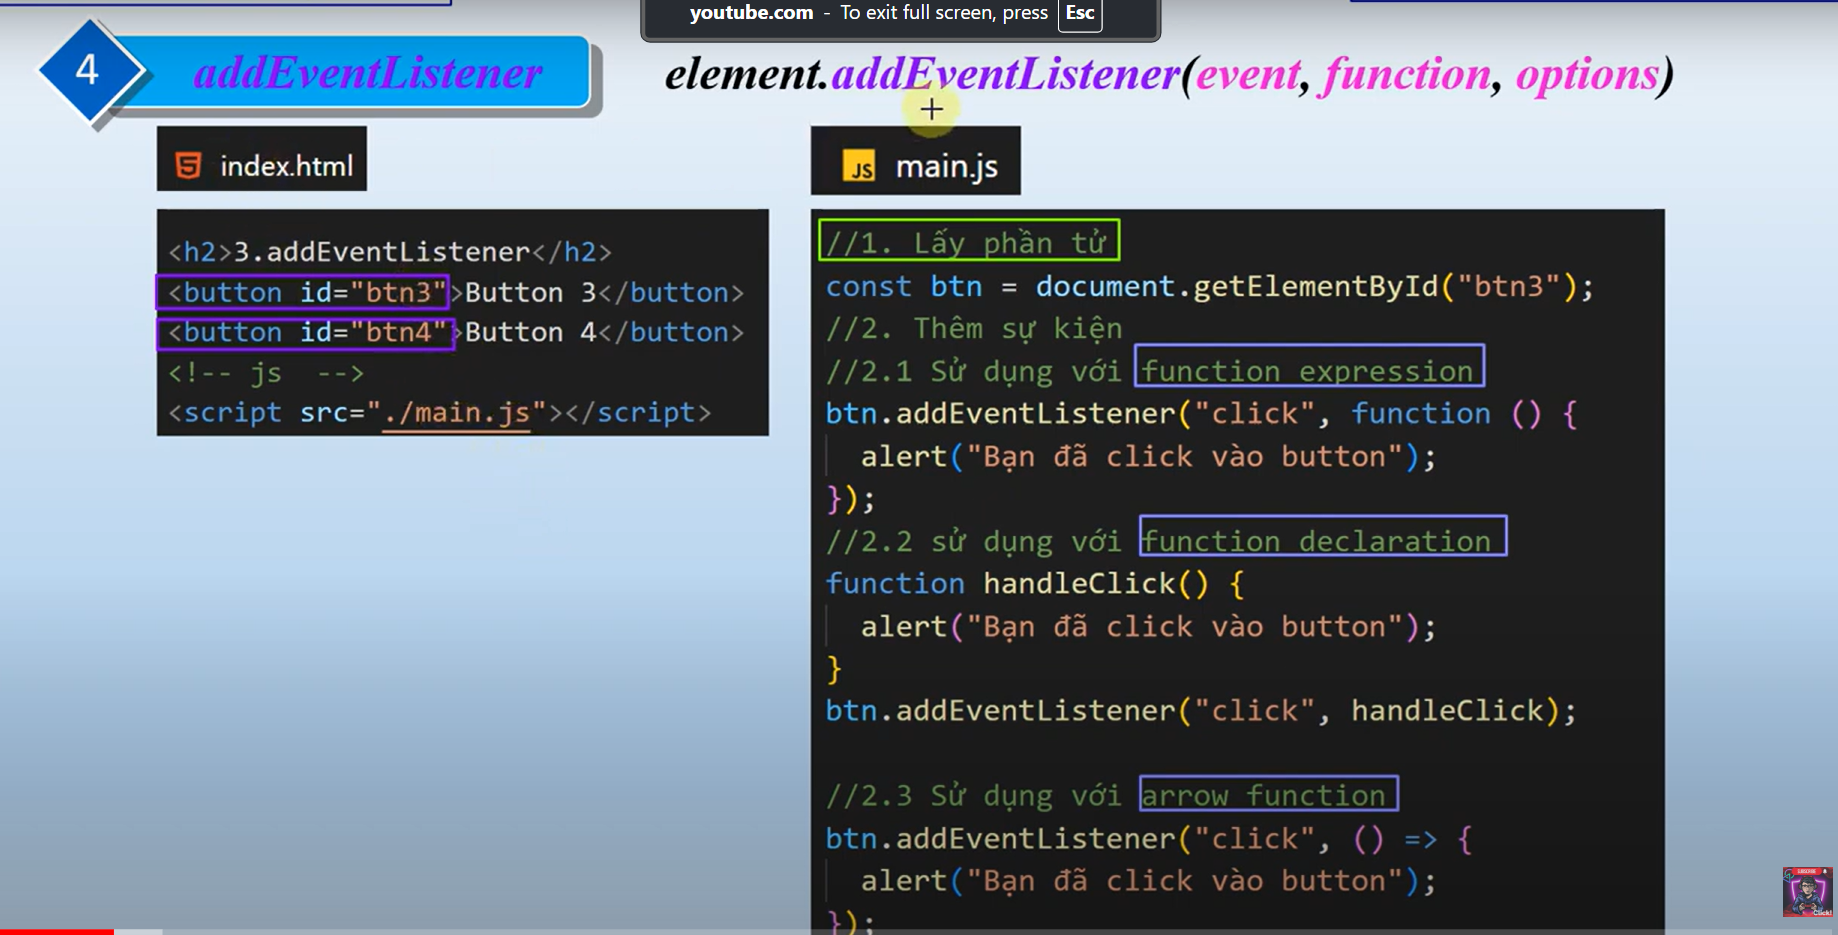 youtube.com - To exit full screen, press Esc
4
addEventListener
element.addEventListener(event, function, options)
index.html
<h2>3.addEventListener</h2>
<button id="btn3">Button 3</button>
<button id="btn4">Button 4</button>
<!-- js  -->
<script src="./main.js"></script>
JS main.js
//1. Lấy phần tử
const btn = document.getElementById("btn3");
//2. Thêm sự kiện
//2.1 Sử dụng với function expression
btn.addEventListener("click", function () {
  alert("Bạn đã click vào button");
});
//2.2 sử dụng với function declaration
function handleClick() {
  alert("Bạn đã click vào button");
}
btn.addEventListener("click", handleClick);
//2.3 Sử dụng với arrow function
btn.addEventListener("click", () => {
  alert("Bạn đã click vào button");
});
SUBSCRIBE
Click!